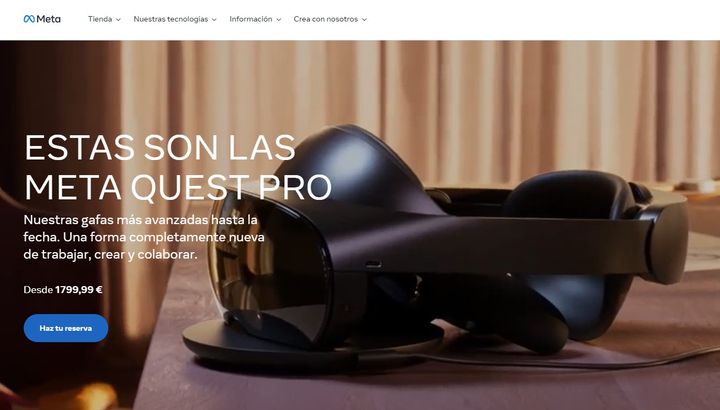 Meta
Tienda
Nuestras tecnologías
Información
Crea con nosotros
ESTAS SON LAS
META QUEST PRO
Nuestras gafas más avanzadas hasta la
fecha. Una forma completamente nueva
de trabajar, crear y colaborar.
Desde 1799,99 €
Haz tu reserva